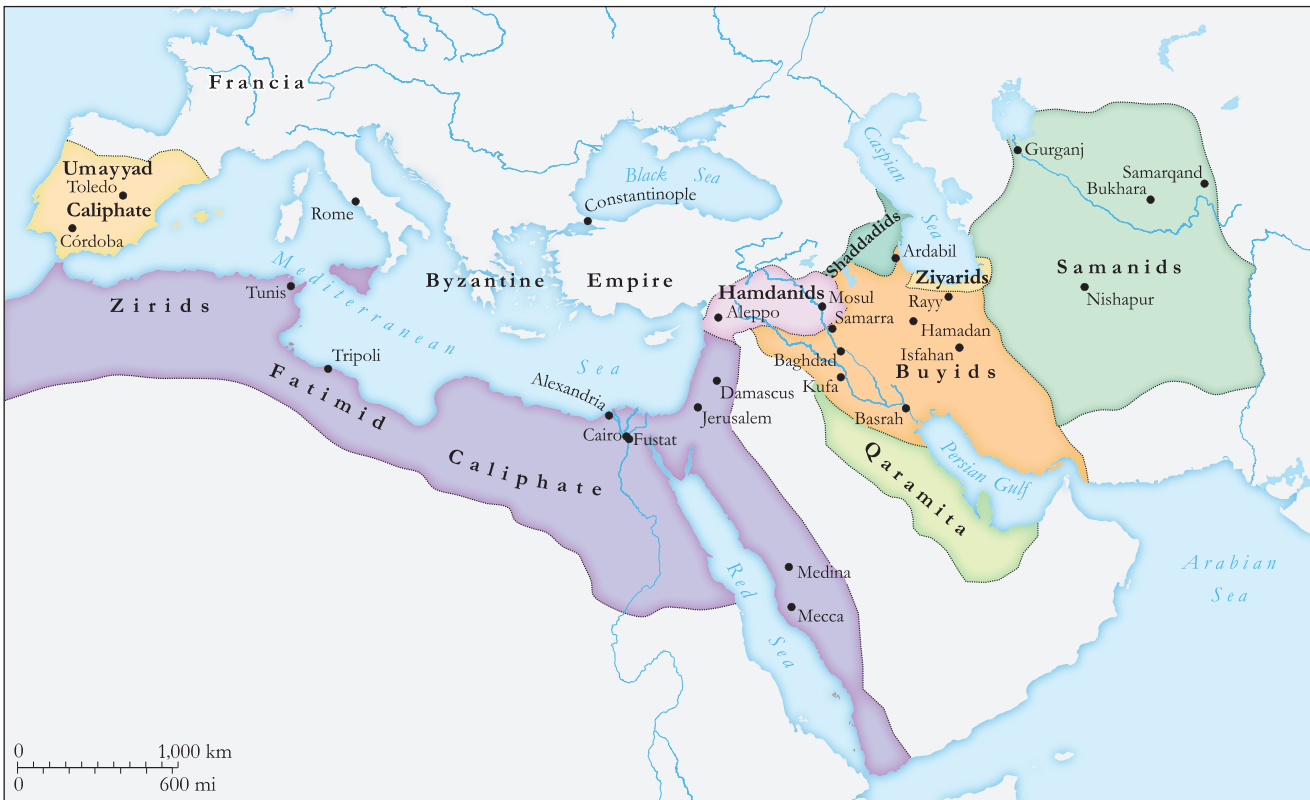 Francia
Umayyad
Toledo
Caliphate
Córdoba
Rome
Black Sea
Constantinople
Caspian
Sea
Gurganj
Samarqand
Bukhara
Samanids
Nishapur
Shaddadids
Ardabil
Ziyarids
Rayy
Hamadan
Isfahan
Buyids
Byzantine Empire
Hamdanids
Aleppo
Mosul
Samarra
Baghdad
Kufa
Basrah
Mediterranean
Sea
Zirids
Tunis
Tripoli
Fatimid
Caliphate
Alexandria
Cairo
Fustat
Damascus
Jerusalem
Qaramita
Persian Gulf
Medina
Mecca
Red
Sea
Arabian
Sea
0 1,000 km
0 600 mi